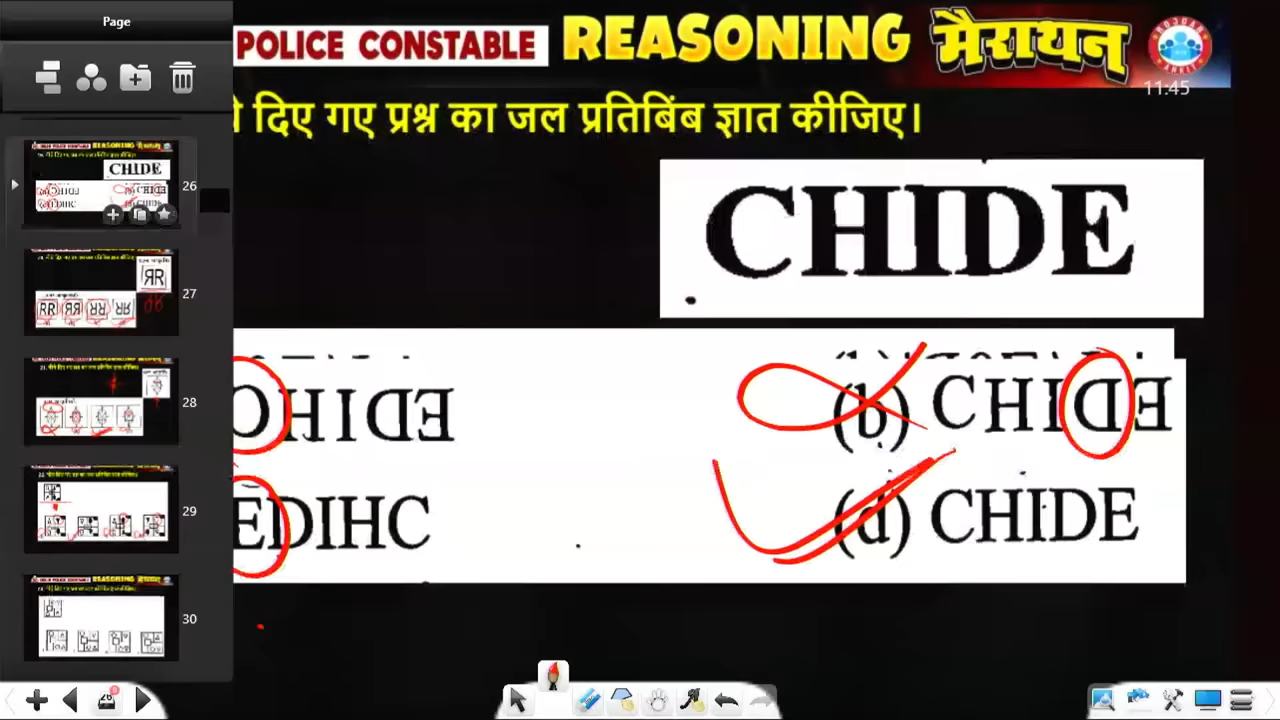 Page
POLICE CONSTABLE REASONING मैराथन
11:45
दिए गए प्रश्न का जल प्रतिबिंब ज्ञात कीजिए।
CHIDE
(b) CHIDE
EDIHC
(d) CHIDE
26
27
28
29
30